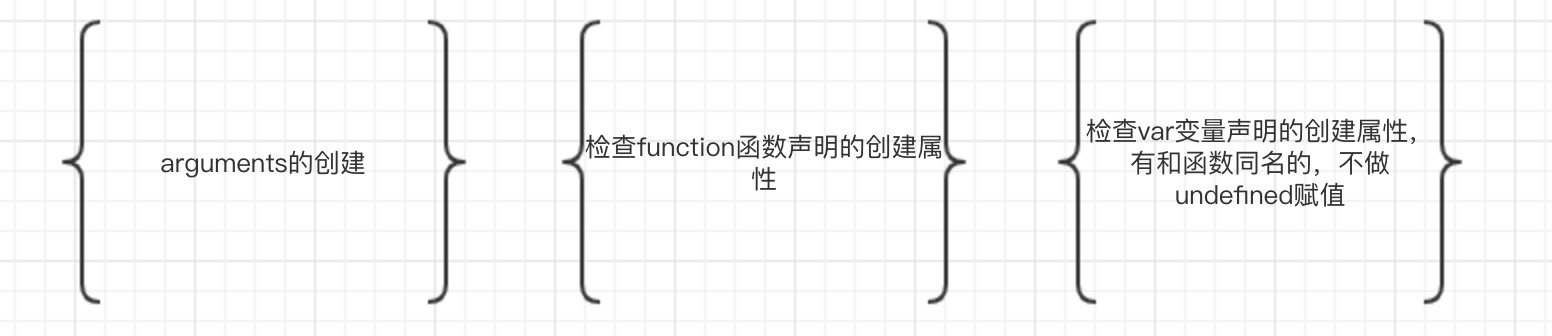 arguments的创建
检查function函数声明的创建属
性
检查var变量声明的创建属性，
有和函数同名的，不做
undefined赋值